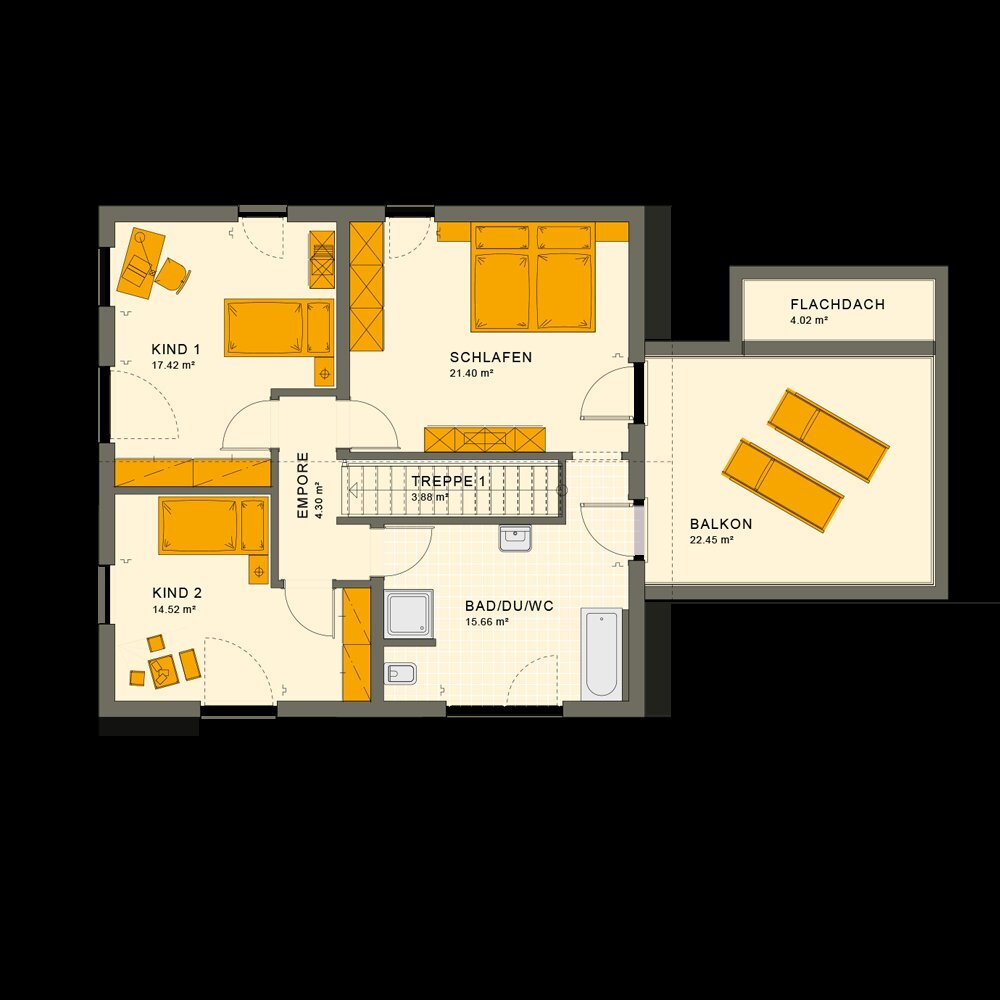 FLACHDACH
4.02 m²
KIND 1
17.42 m²
SCHLAFEN
21.40 m²
EMPORE
4.30 m²
TREPPE 1
3.88 m²
BALKON
22.45 m²
KIND 2
14.52 m²
BAD/DU/WC
15.66 m²